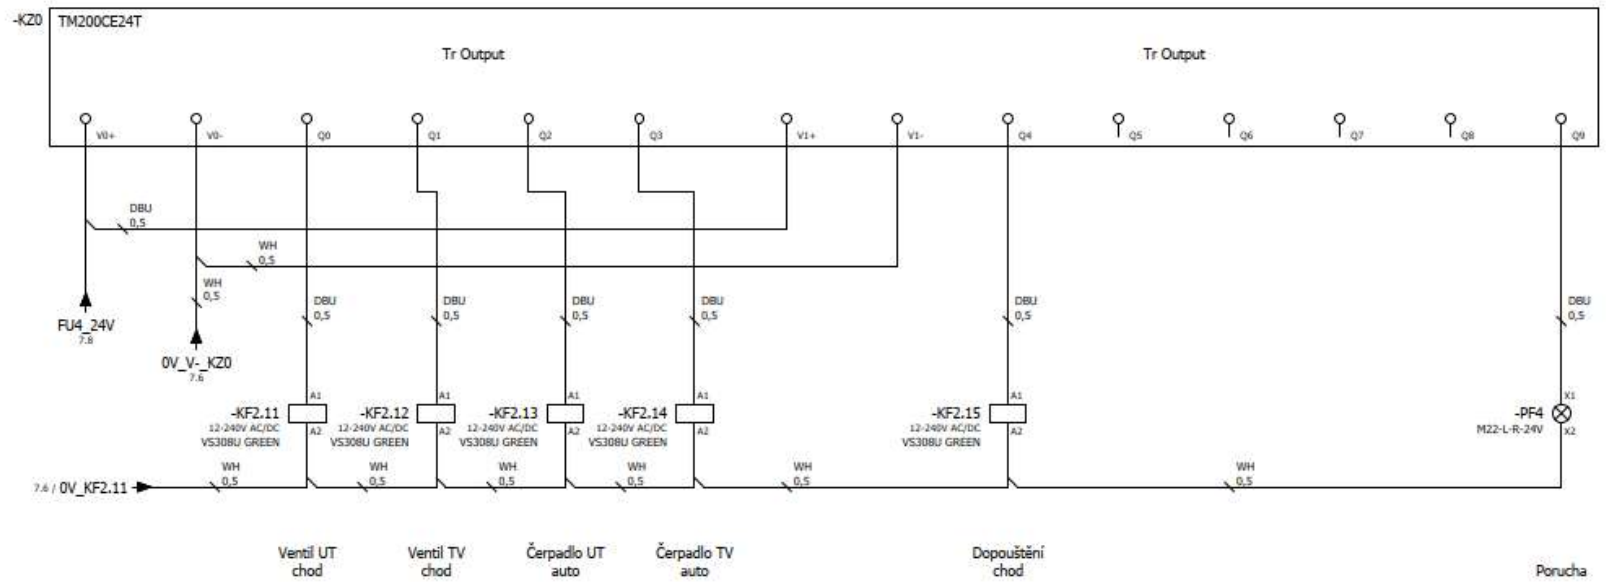 -KZ0 TM200CE24T
Tr Output Tr Output
V0+ V0- Q0 Q1 Q2 Q3 V1+ V1- Q4 Q5 Q6 Q7 Q8 Q9
DBU
0,5
WH
0,5
WH
0,5
DBU DBU DBU DBU DBU DBU
0,5 0,5 0,5 0,5 0,5 0,5
FU4_24V
7.8
0V_V-_KZ0
7.6
A1 A1 A1 A1 A1 X1
-KF2.11 -KF2.12 -KF2.13 -KF2.14 -KF2.15 -PF4
12-240V AC/DC 12-240V AC/DC 12-240V AC/DC 12-240V AC/DC 12-240V AC/DC M22-L-R-24V
A2 A2 A2 A2 A2 X2
VS308U GREEN VS308U GREEN VS308U GREEN VS308U GREEN VS308U GREEN
WH WH WH WH WH WH
0,5 0,5 0,5 0,5 0,5 0,5
7.6 / 0V_KF2.11
Ventil UT Ventil TV Čerpadlo UT Čerpadlo TV Dopouštění
chod chod auto auto chod Porucha